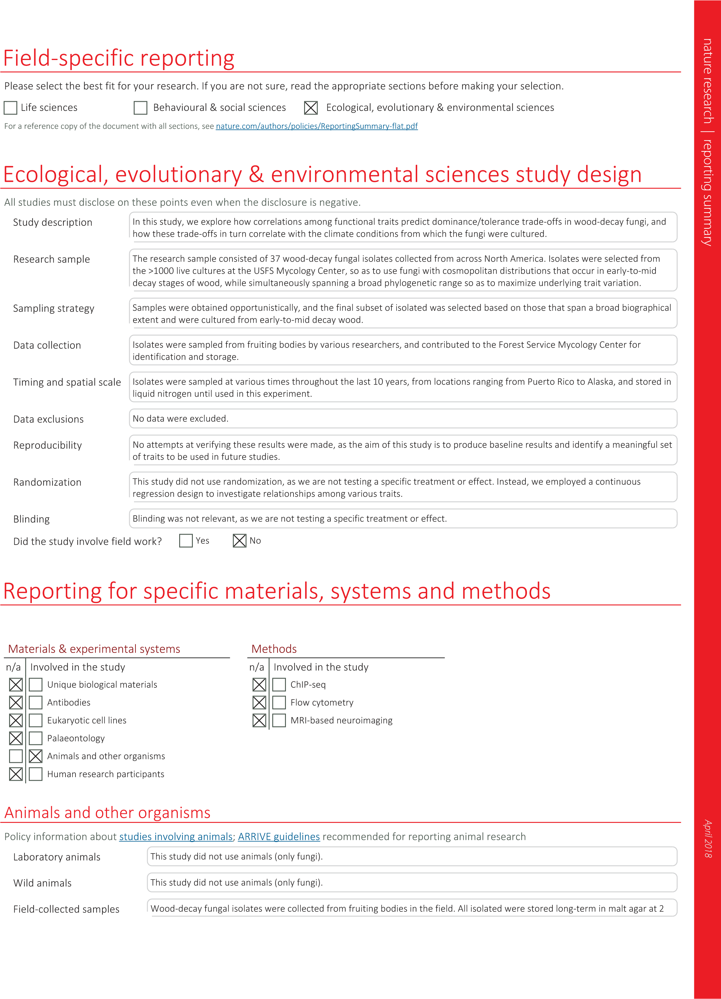 Field-specific reporting
Please select the best fit for your research. If you are not sure, read the appropriate sections before making your selection.
Life sciences Behavioural & social sciences Ecological, evolutionary & environmental sciences
For a reference copy of the document with all sections, see nature.com/authors/policies/ReportingSummary-flat.pdf
Ecological, evolutionary & environmental sciences study design
All studies must disclose on these points even when the disclosure is negative.
Study description In this study, we explore how correlations among functional traits predict dominance/tolerance trade-offs in wood-decay fungi, and
how these trade-offs in turn correlate with the climate conditions from which the fungi were cultured.
Research sample The research sample consisted of 37 wood-decay fungal isolates collected from across North America. Isolates were selected from
the >1000 live cultures at the USFS Mycology Center, so as to use fungi with cosmopolitan distributions that occur in early-to-mid
decay stages of wood, while simultaneously spanning a broad phylogenetic range so as to maximize underlying trait variation.
Sampling strategy Samples were obtained opportunistically, and the final subset of isolated was selected based on those that span a broad biographical
extent and were cultured from early-to-mid decay wood.
Data collection Isolates were sampled from fruiting bodies by various researchers, and contributed to the Forest Service Mycology Center for
identification and storage.
Timing and spatial scale Isolates were sampled at various times throughout the last 10 years, from locations ranging from Puerto Rico to Alaska, and stored in
liquid nitrogen until used in this experiment.
Data exclusions No data were excluded.
Reproducibility No attempts at verifying these results were made, as the aim of this study is to produce baseline results and identify a meaningful set
of traits to be used in future studies.
Randomization This study did not use randomization, as we are not testing a specific treatment or effect. Instead, we employed a continuous
regression design to investigate relationships among various traits.
Blinding Blinding was not relevant, as we are not testing a specific treatment or effect.
Did the study involve field work? Yes No
Reporting for specific materials, systems and methods
Materials & experimental systems
n/a Involved in the study
Unique biological materials
Antibodies
Eukaryotic cell lines
Palaeontology
Animals and other organisms
Human research participants
Methods
n/a Involved in the study
ChIP-seq
Flow cytometry
MRI-based neuroimaging
Animals and other organisms
Policy information about studies involving animals; ARRIVE guidelines recommended for reporting animal research
Laboratory animals This study did not use animals (only fungi).
Wild animals This study did not use animals (only fungi).
Field-collected samples Wood-decay fungal isolates were collected from fruiting bodies in the field. All isolated were stored long-term in malt agar at 2
nature research | reporting summary
April 2018